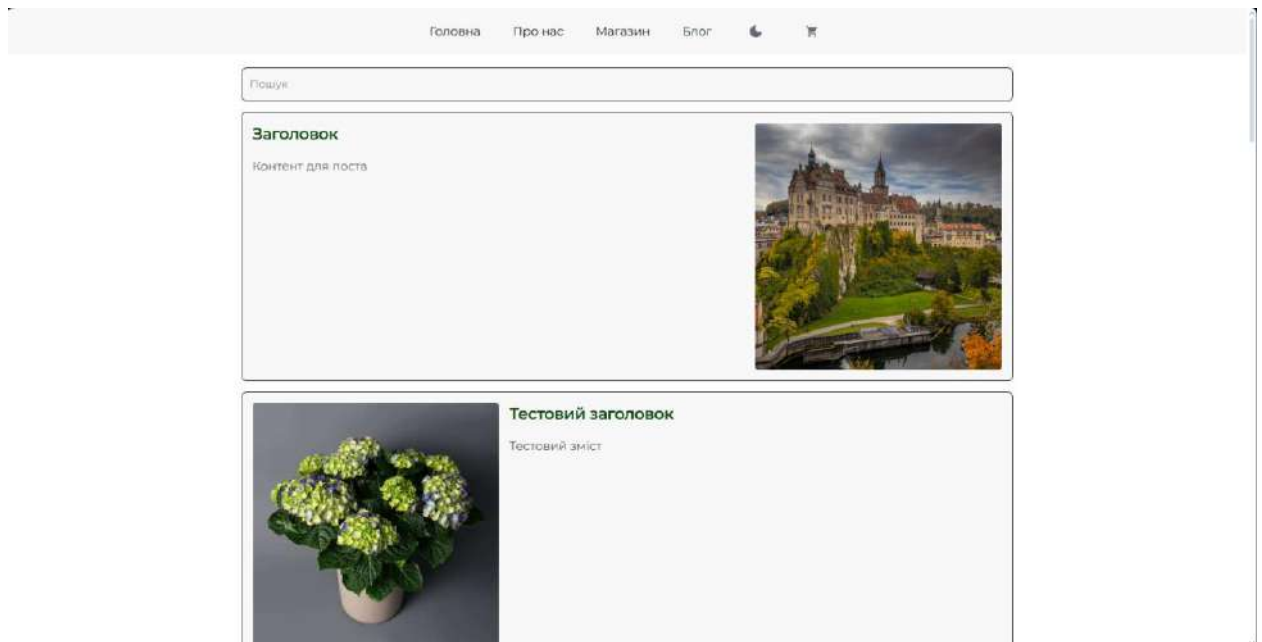 Головна Про нас Магазин Блог
Пошук
Заголовок
Контент для поста
Тестовий заголовок
Тестовий зміст